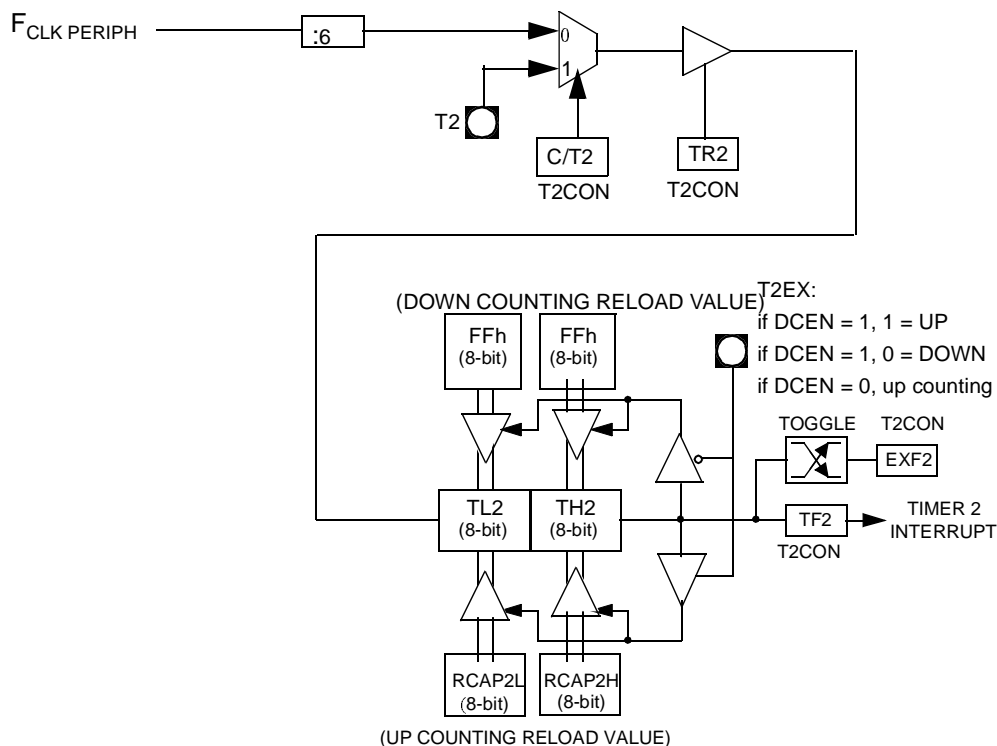 FCLK PERIPH
:6
0
1
T2
C/T2
TR2
T2CON
T2CON
T2EX:
(DOWN COUNTING RELOAD VALUE)
if DCEN = 1, 1 = UP
FFh
(8-bit)
FFh
(8-bit)
if DCEN = 1, 0 = DOWN
if DCEN = 0, up counting
TOGGLE
T2CON
EXF2
TL2
(8-bit)
TH2
(8-bit)
TF2
TIMER 2
INTERRUPT
T2CON
RCAP2L
(8-bit)
RCAP2H
(8-bit)
(UP COUNTING RELOAD VALUE)